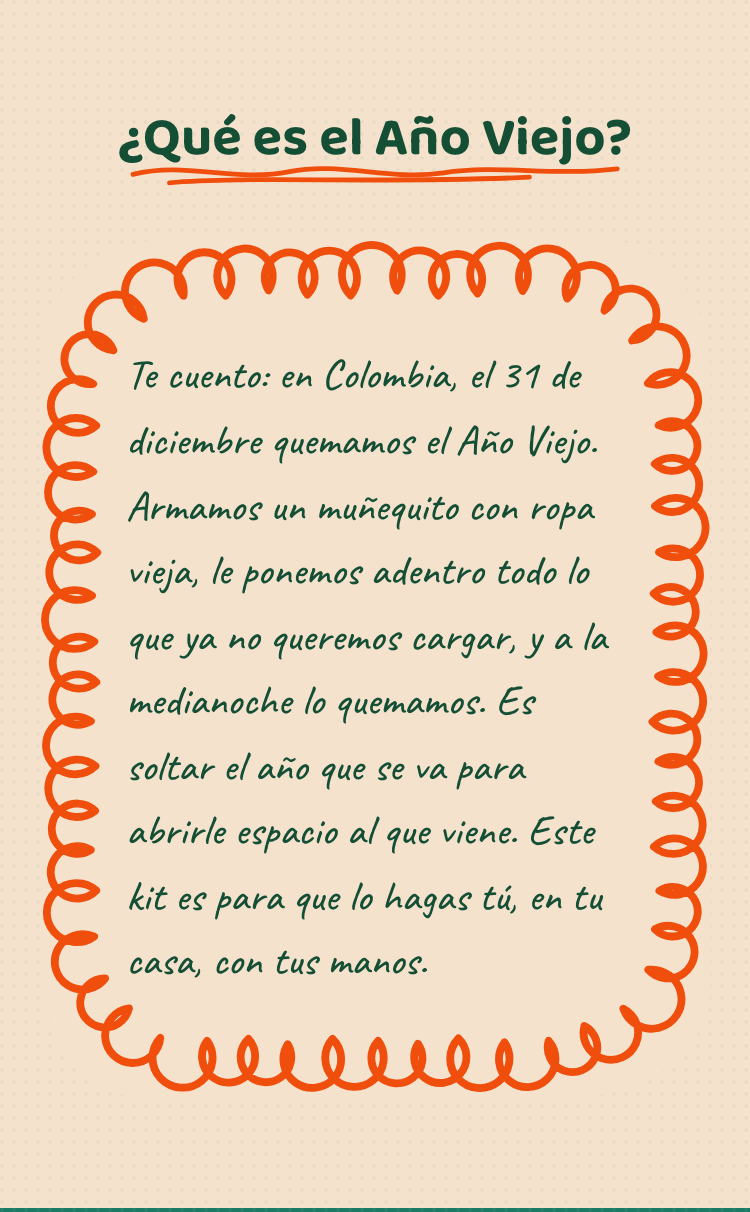 ¿Qué es el Año Viejo?
Te cuento: en Colombia, el 31 de
diciembre quemamos el Año Viejo.
Armamos un muñequito con ropa
vieja, le ponemos adentro todo lo
que ya no queremos cargar, y a la
medianoche lo quemamos. Es
soltar el año que se va para
abrirle espacio al que viene. Este
kit es para que lo hagas tú, en tu
casa, con tus manos.